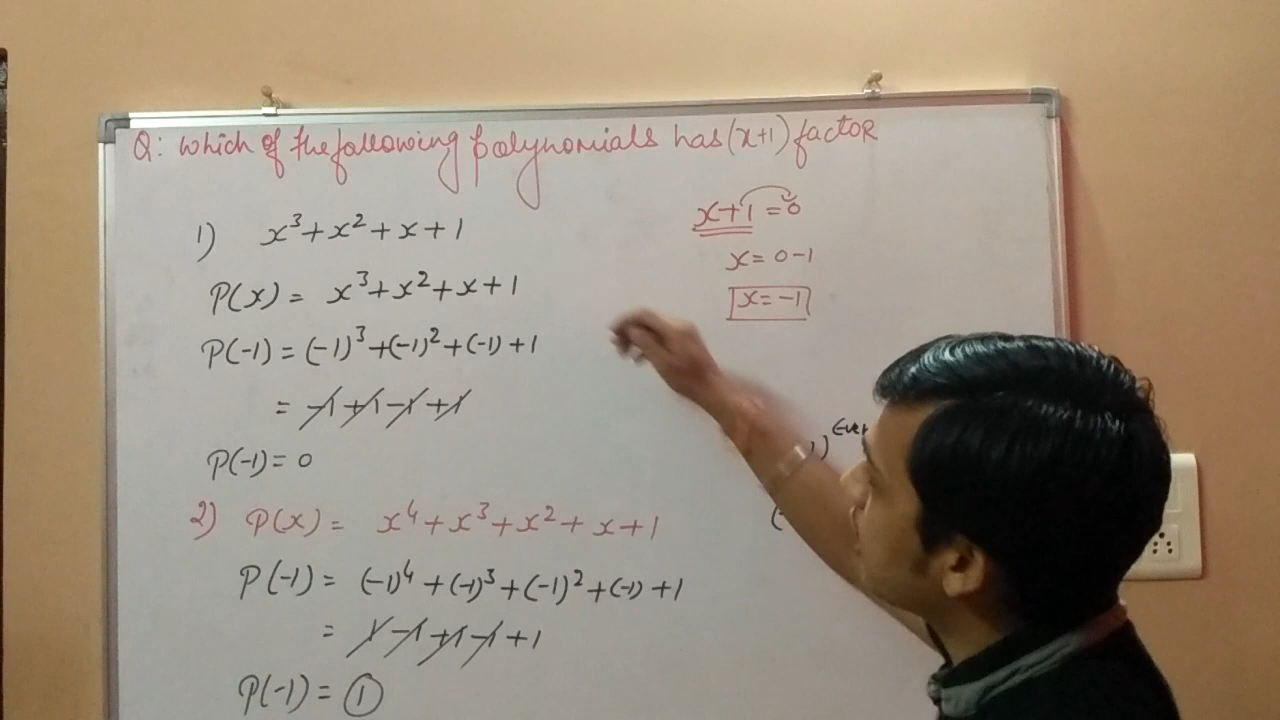 Q: which of the following polynomials has (x+1) factor
1) x³+x²+x+1
P(x) = x³+x²+x+1
P(-1) = (-1)³+(-1)²+(-1)+1
= -1+1-1+1
P(-1) = 0
2) P(x) = x⁴+x³+x²+x+1
P(-1) = (-1)⁴+(-1)³+(-1)²+(-1)+1
= 1-1+1-1+1
P(-1) = 1
x+1 = 0
x = 0-1
x = -1